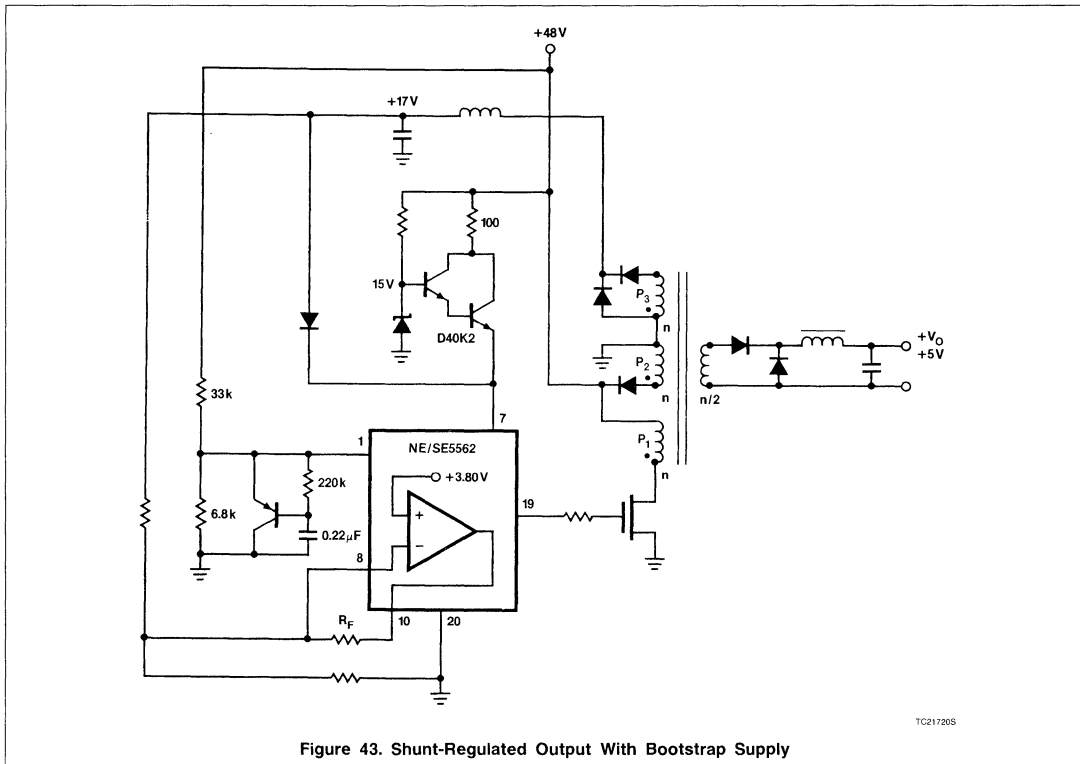 +48V
+17V
100
15V
D40K2
P3
n
P2
n
n/2
P1
n
+VO
+5V
33k
7
1
NE/SE5562
+3.80V
220k
19
+
6.8k
0.22μF
−
8
RF
10
20
TC21720S
Figure 43. Shunt-Regulated Output With Bootstrap Supply